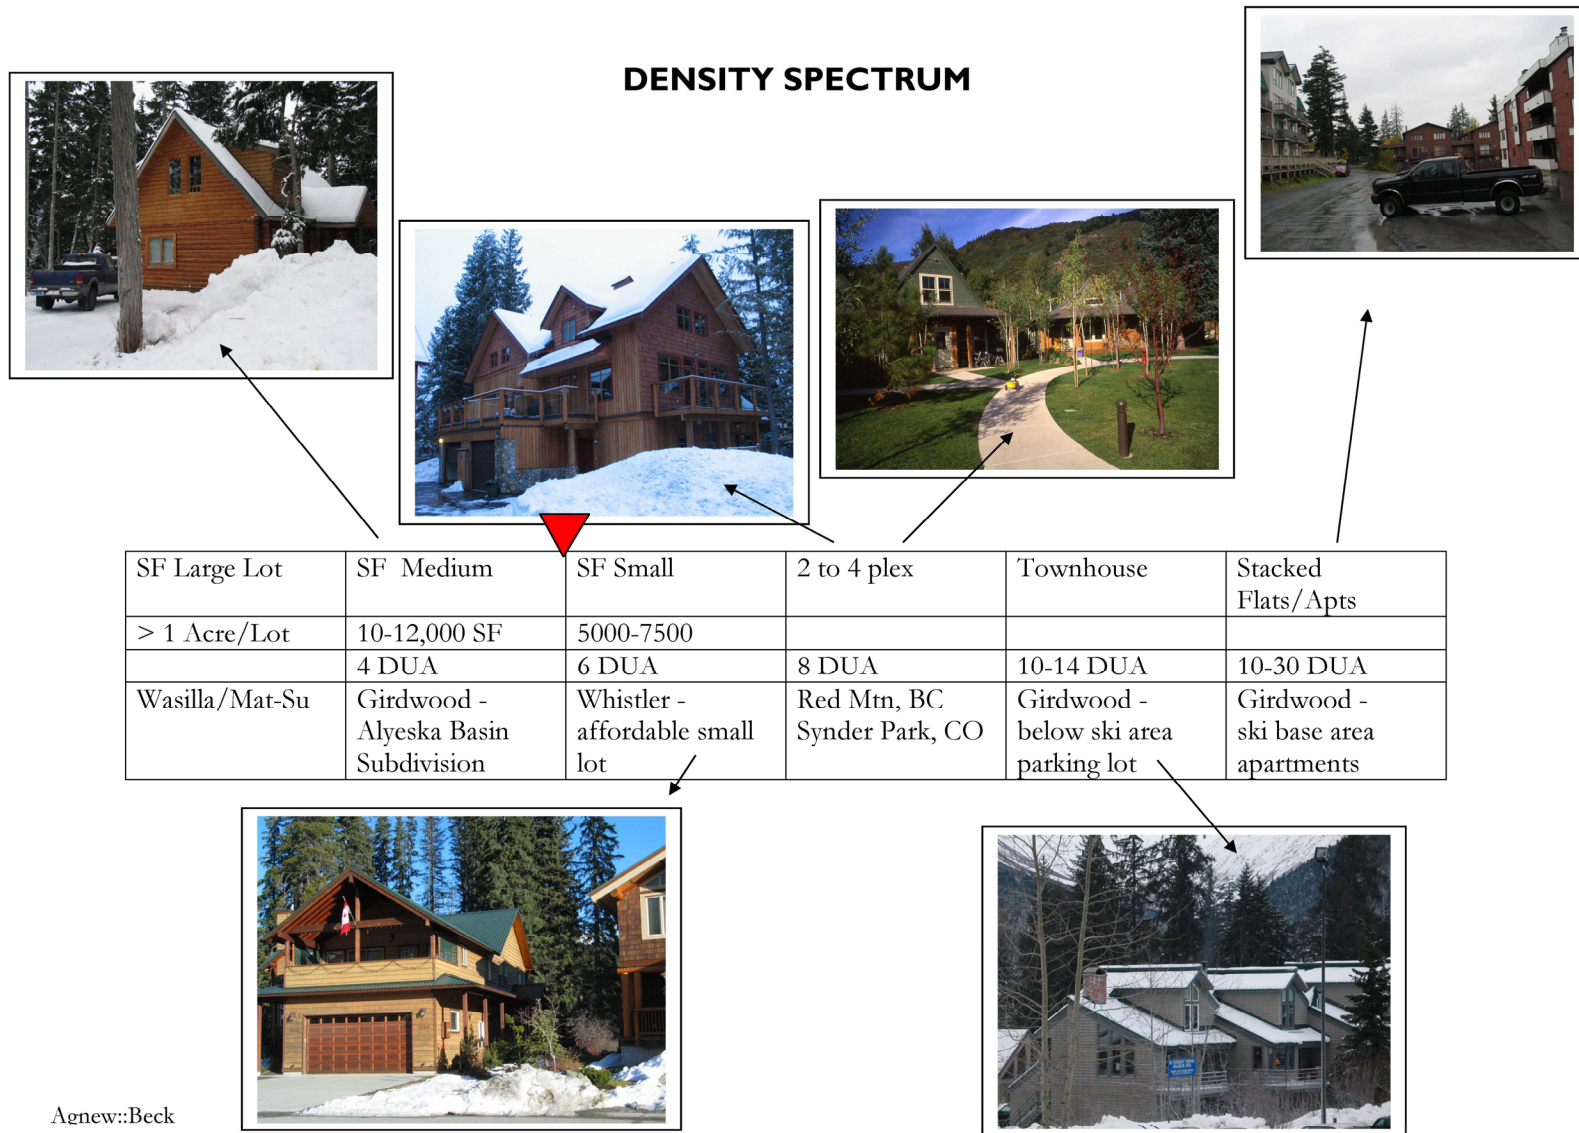 DENSITY SPECTRUM
SF Large Lot
SF  Medium
SF Small
2 to 4 plex
Townhouse
Stacked
Flats/Apts
> 1 Acre/Lot
10-12,000 SF
5000-7500
4 DUA
6 DUA
8 DUA
10-14 DUA
10-30 DUA
Wasilla/Mat-Su
Girdwood -
Alyeska Basin
Subdivision
Whistler -
affordable small
lot
Red Mtn, BC
Synder Park, CO
Girdwood -
below ski area
parking lot
Girdwood -
ski base area
apartments
Agnew::Beck